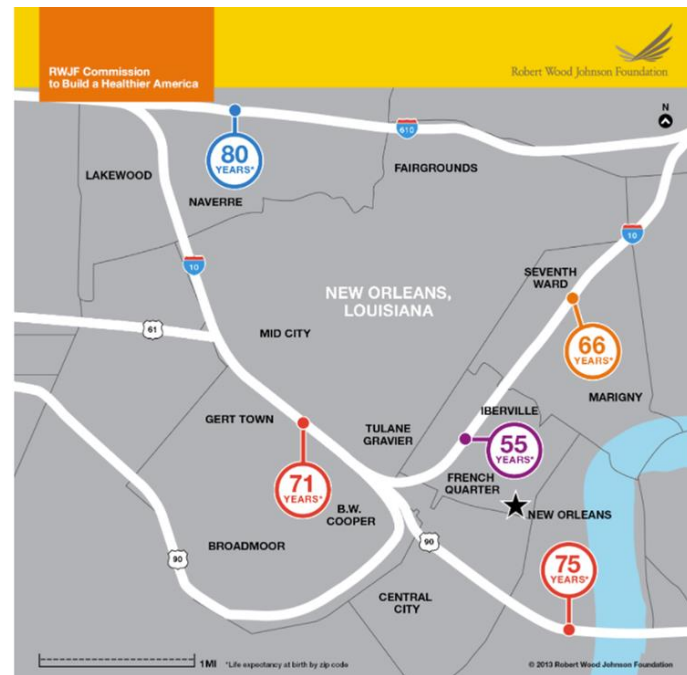 RWJF Commission
to Build a Healthier America
Robert Wood Johnson Foundation
N
610
80
YEARS*
LAKEWOOD
FAIRGROUNDS
NAVERRE
10
10
SEVENTH
WARD
NEW ORLEANS,
LOUISIANA
61
MID CITY
66
YEARS*
MARIGNY
GERT TOWN
IBERVILLE
TULANE
GRAVIER
55
YEARS*
FRENCH
QUARTER
71
YEARS*
B.W.
COOPER
NEW ORLEANS
BROADMOOR
90
90
75
YEARS*
CENTRAL
CITY
1MI
*Life expectancy at birth by zip code
© 2013 Robert Wood Johnson Foundation